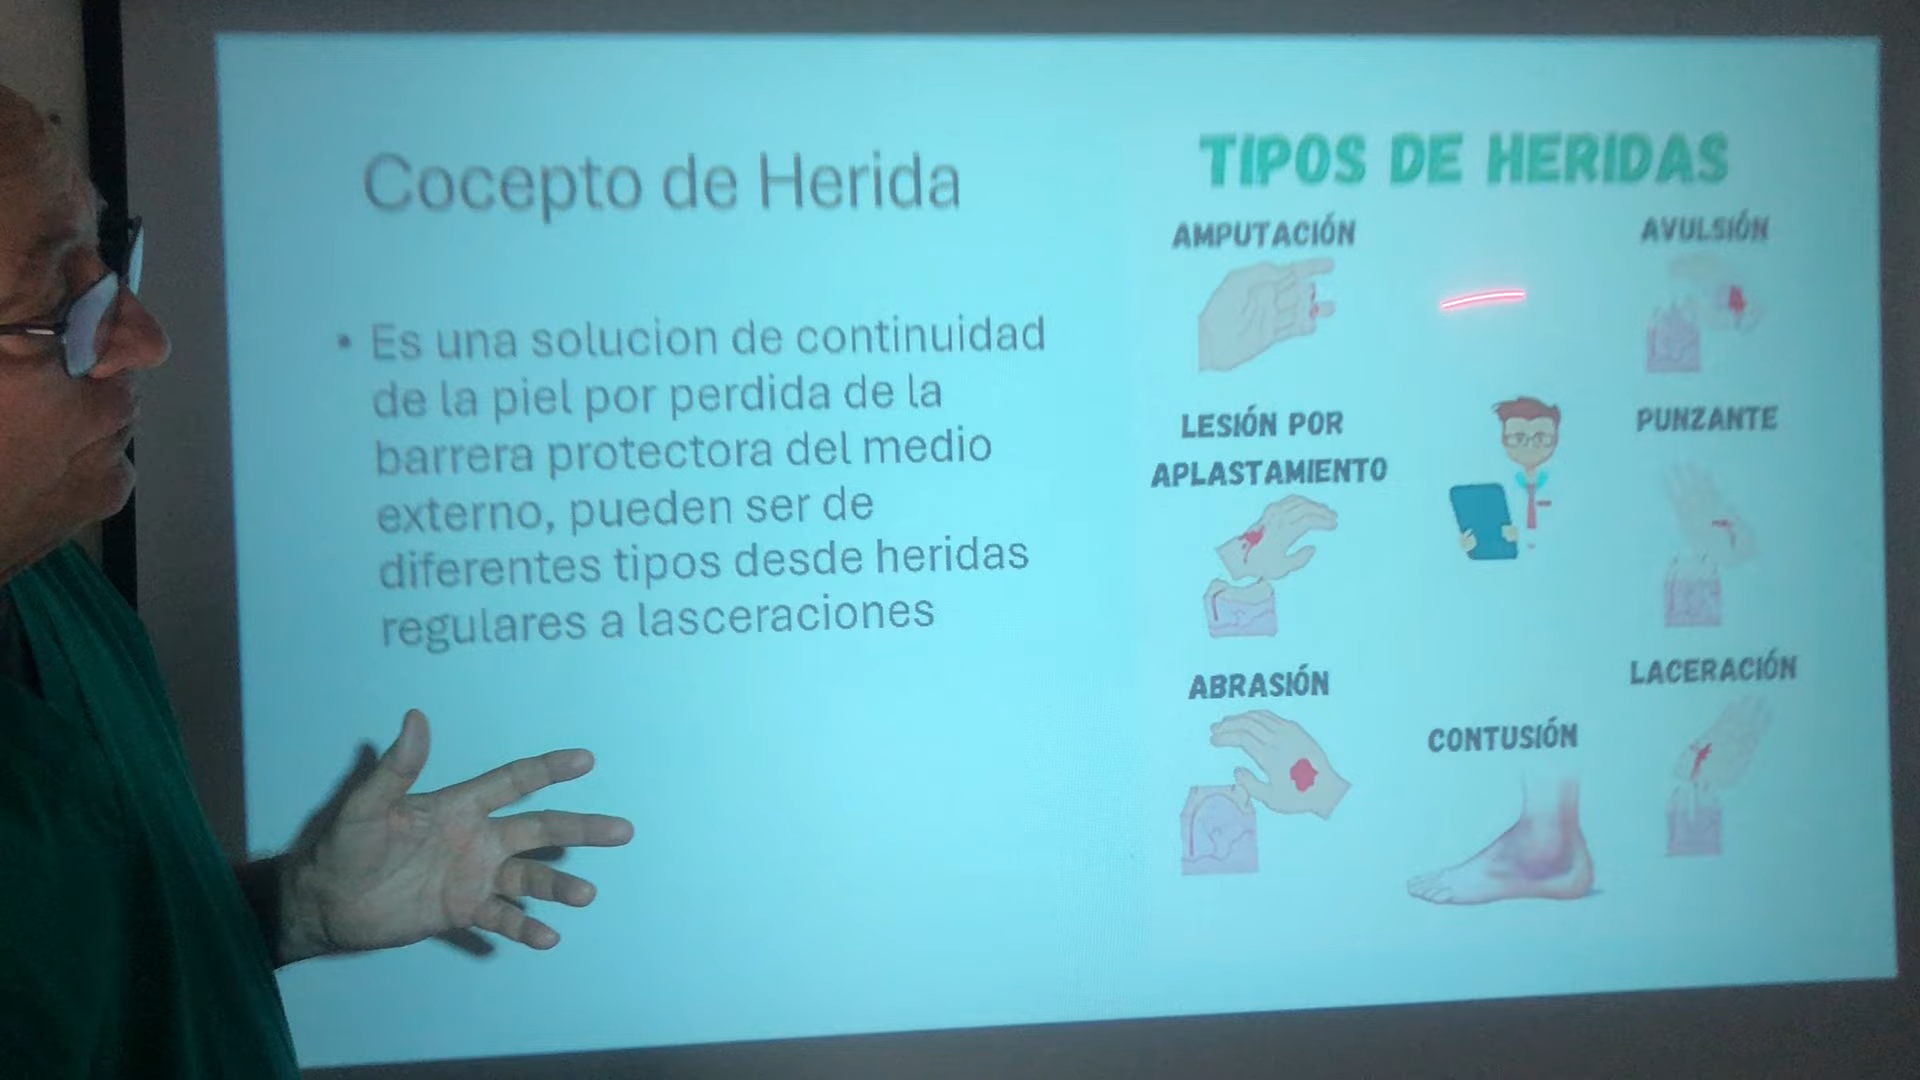 Cocepto de Herida
• Es una solucion de continuidad
de la piel por perdida de la
barrera protectora del medio
externo, pueden ser de
diferentes tipos desde heridas
regulares a lasceraciones
TIPOS DE HERIDAS
AMPUTACIÓN
AVULSIÓN
LESIÓN POR
APLASTAMIENTO
PUNZANTE
ABRASIÓN
CONTUSIÓN
LACERACIÓN